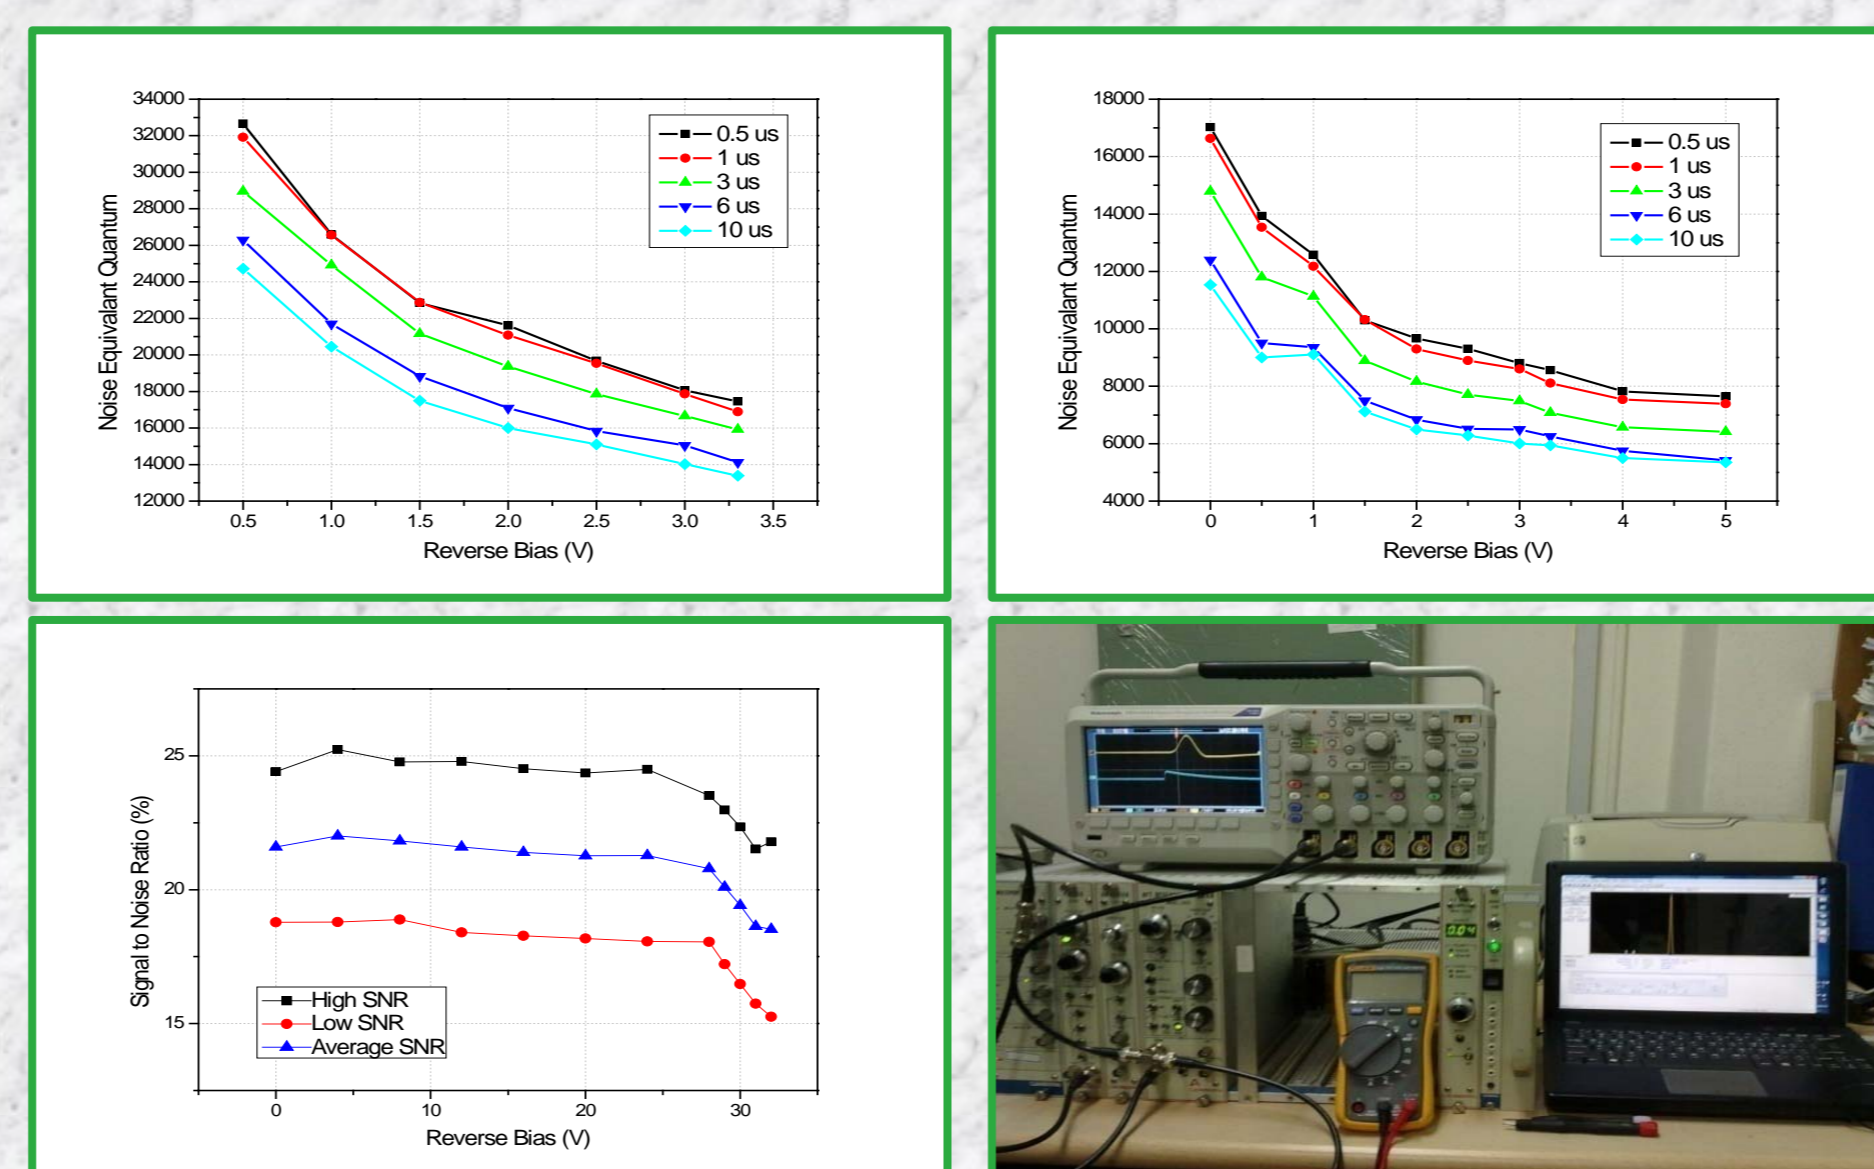 34000
32000
30000
28000
26000
24000
22000
20000
18000
16000
14000
12000
Noise Equivalant Quantum
0.5 us
1 us
3 us
6 us
10 us
0.5 1.0 1.5 2.0 2.5 3.0 3.5
Reverse Bias (V)
18000
16000
14000
12000
10000
8000
6000
4000
Noise Equivalant Quantum
0.5 us
1 us
3 us
6 us
10 us
0 1 2 3 4 5
Reverse Bias (V)
25
20
15
Signal to Noise Ratio (%)
High SNR
Low SNR
Average SNR
0 10 20 30
Reverse Bias (V)
0.04